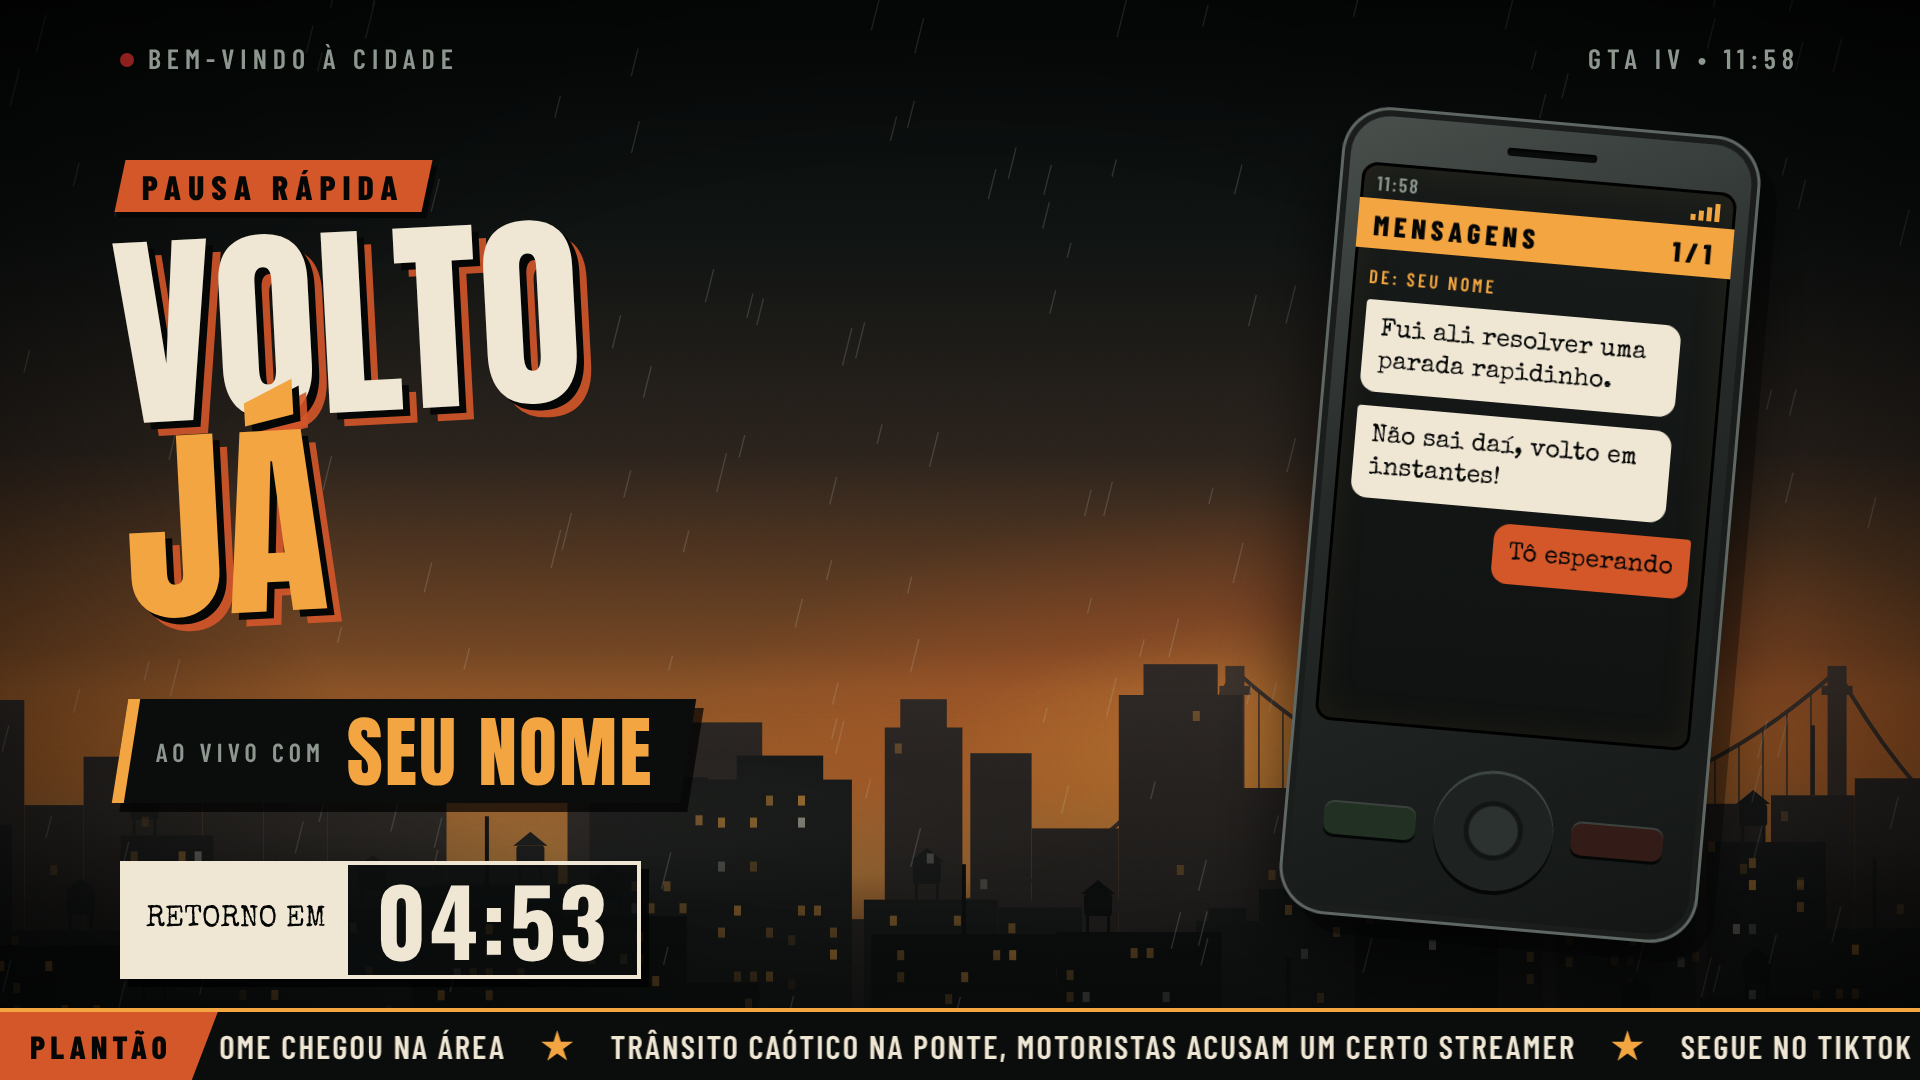 BEM-VINDO À CIDADE
GTA IV • 11:58
PAUSA RÁPIDA
VOLTO
JÁ
AO VIVO COM SEU NOME
RETORNO EM 04:53
11:58
MENSAGENS 1/1
DE: SEU NOME
Fui ali resolver uma
parada rapidinho.
Não sai daí, volto em
instantes!
Tô esperando
PLANTÃO OME CHEGOU NA ÁREA ★ TRÂNSITO CAÓTICO NA PONTE, MOTORISTAS ACUSAM UM CERTO STREAMER ★ SEGUE NO TIKTOK